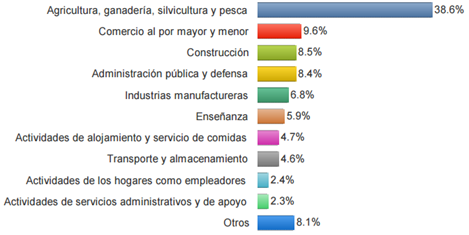 Agricultura, ganadería, silvicultura y pesca 38.6%
Comercio al por mayor y menor 9.6%
Construcción 8.5%
Administración pública y defensa 8.4%
Industrias manufactureras 6.8%
Enseñanza 5.9%
Actividades de alojamiento y servicio de comidas 4.7%
Transporte y almacenamiento 4.6%
Actividades de los hogares como empleadores 2.4%
Actividades de servicios administrativos y de apoyo 2.3%
Otros 8.1%